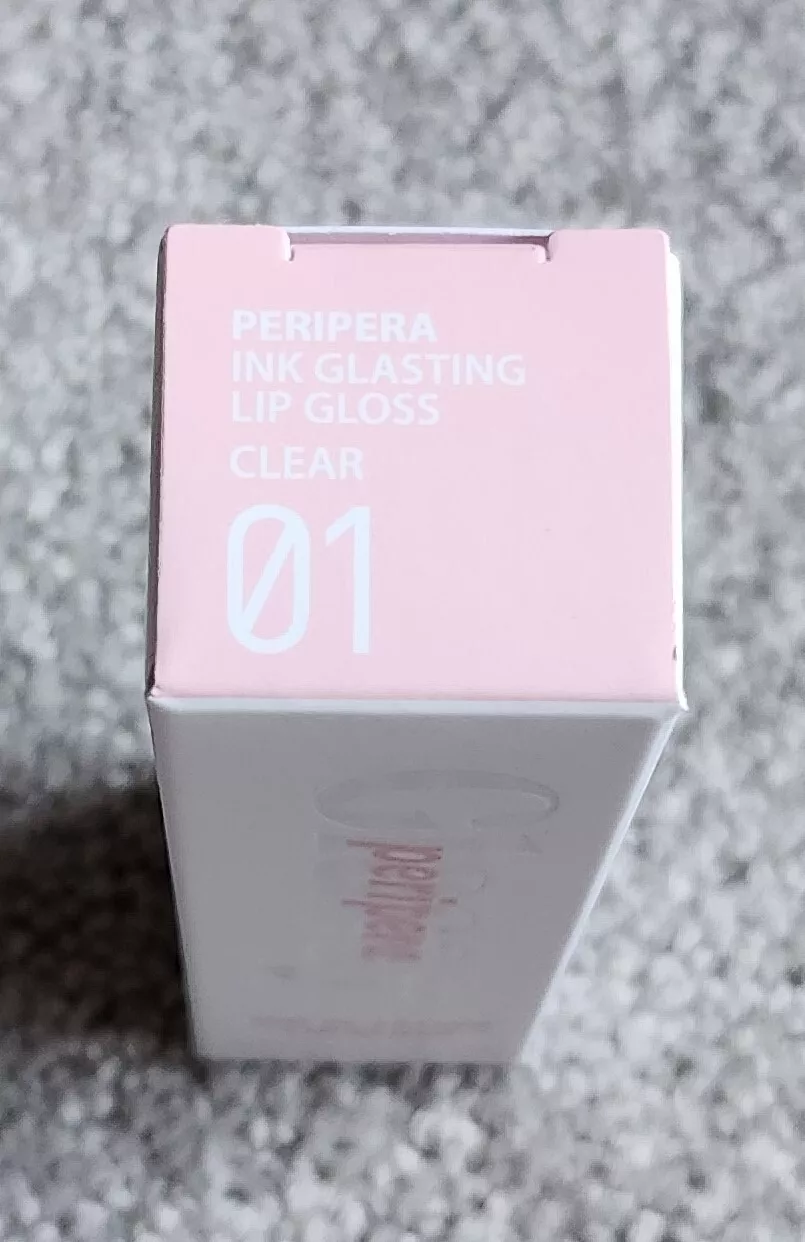 PERIPERA
INK GLASTING
LIP GLOSS
CLEAR
01
peripera